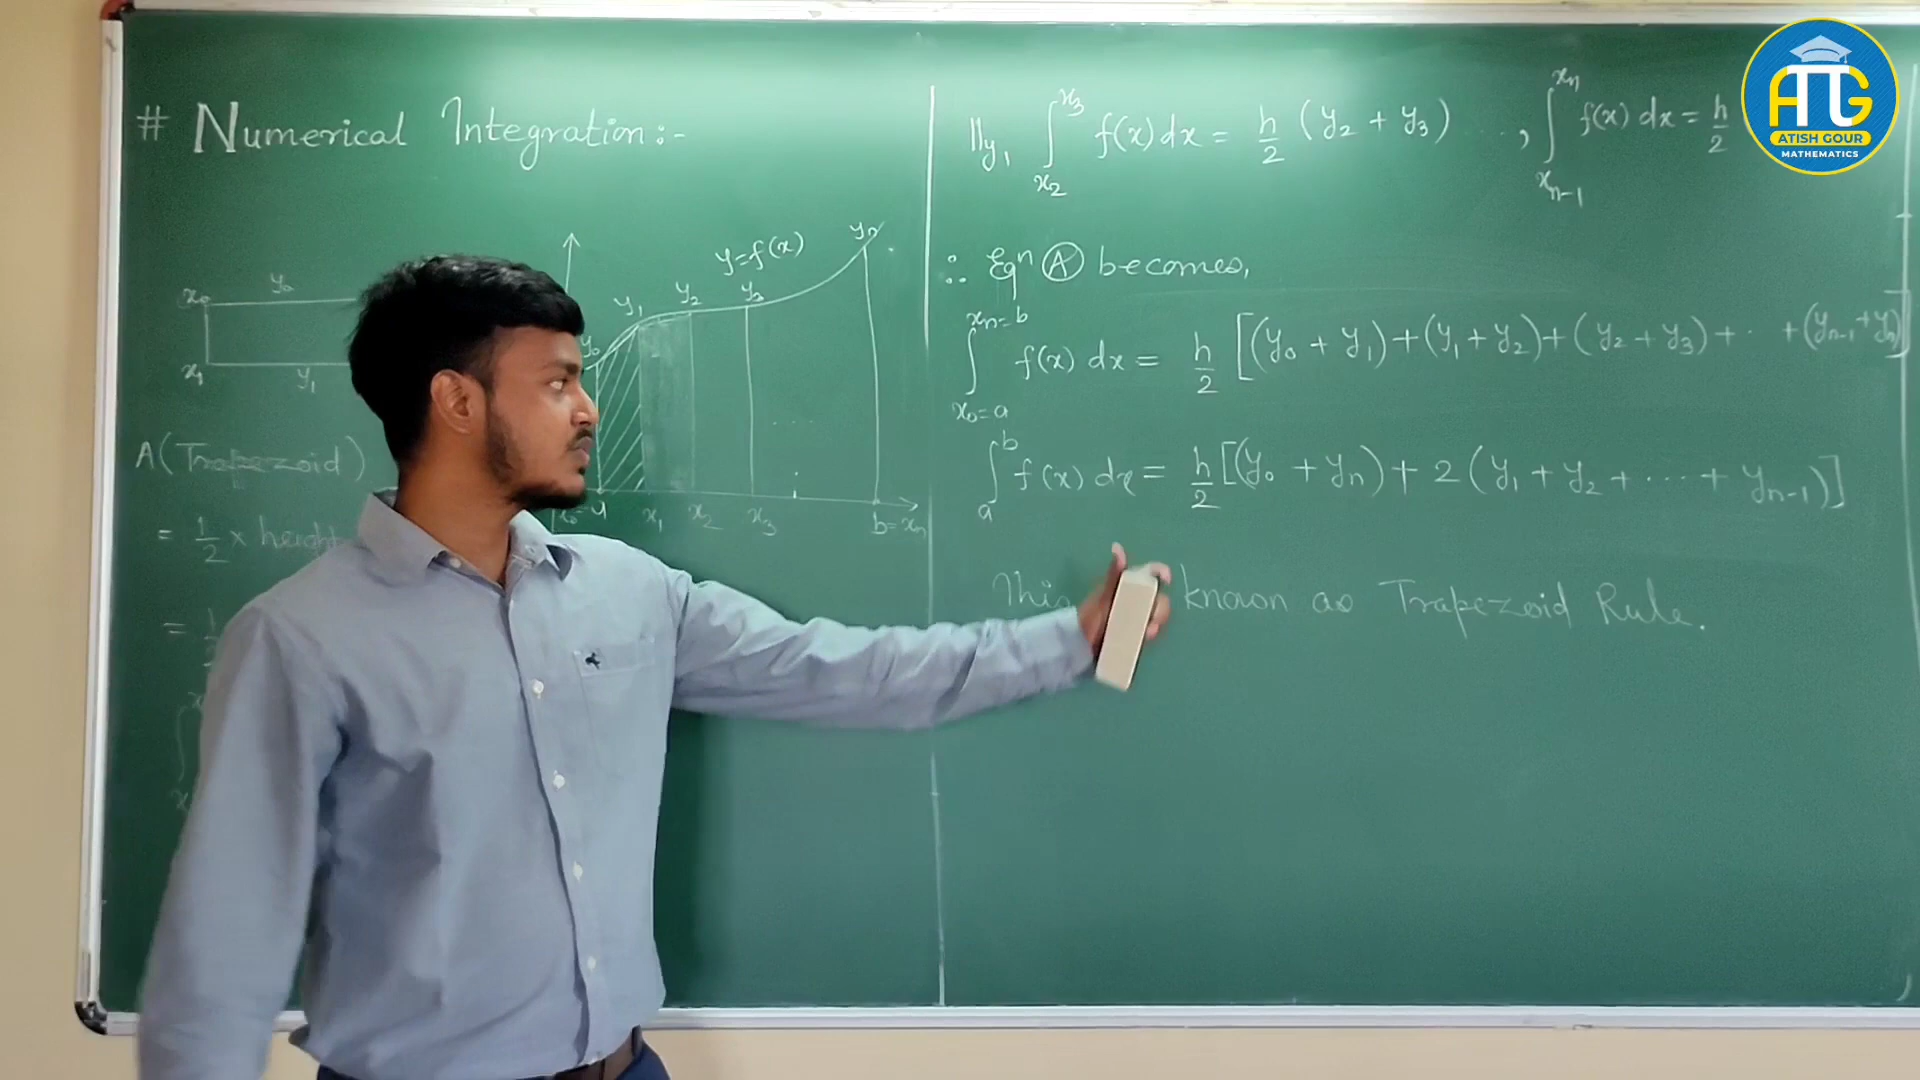 # Numerical Integration:-
y₀
x₀
x₁
y₁
y=f(x)
yₙ
y₀ y₁ y₂ y₃
x₁ x₂ x₃ b=xₙ
A(Trapezoid)
= 1/2 × height
∥ly, ∫_{x₂}^{x₃} f(x)dx = h/2 (y₂ + y₃) ..., ∫_{xₙ₋₁}^{xₙ} f(x) dx = h/2
∴ Eqⁿ Ⓐ becomes,
∫_{x₀=a}^{xₙ=b} f(x) dx = h/2 [(y₀ + y₁)+(y₁+y₂)+(y₂+y₃)+ ·· +(yₙ₋₁+yₙ)]
∫_a^b f(x) dx = h/2 [(y₀ + yₙ)+ 2(y₁ + y₂ + ···· + yₙ₋₁)]
This known as Trapezoid Rule.
ATG
ATISH GOUR
MATHEMATICS